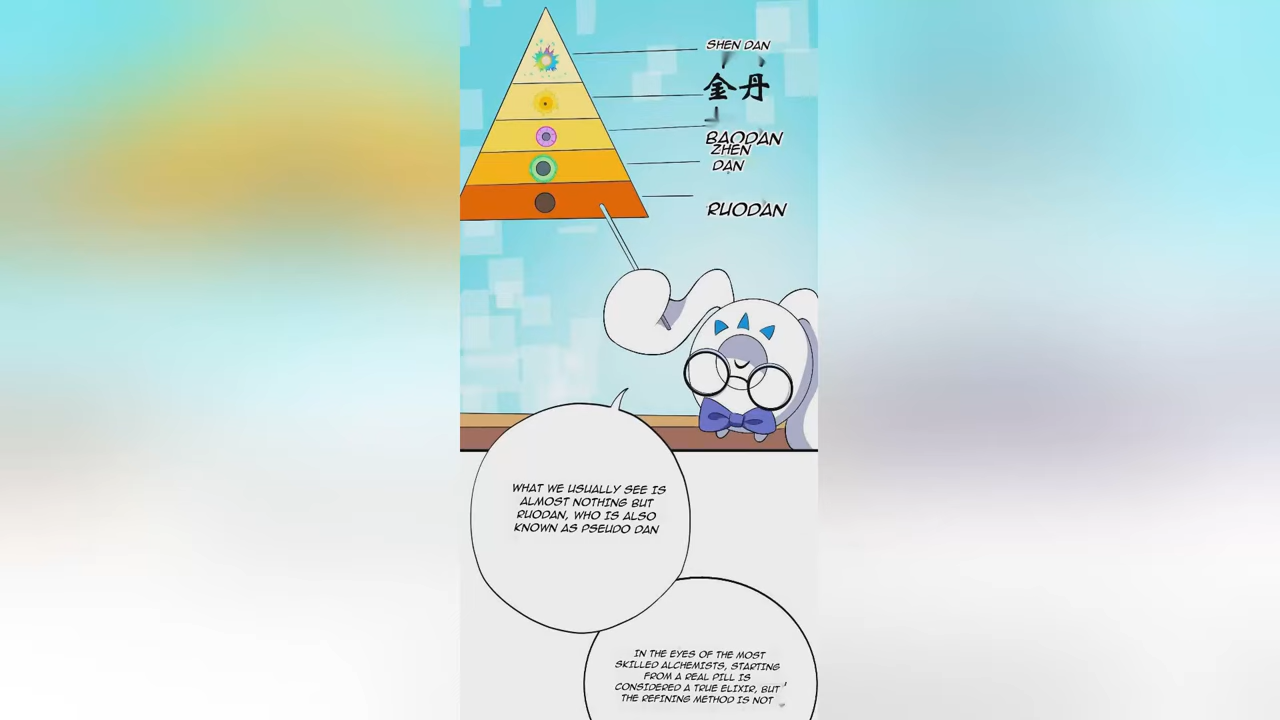 SHEN DAN
金丹
BAODAN
ZHEN
DAN
RUODAN
WHAT WE USUALLY SEE IS
ALMOST NOTHING BUT
RUODAN, WHO IS ALSO
KNOWN AS PSEUDO DAN
IN THE EYES OF THE MOST
SKILLED ALCHEMISTS, STARTING
FROM A REAL PILL IS
CONSIDERED A TRUE ELIXIR, BUT
THE REFINING METHOD IS NOT